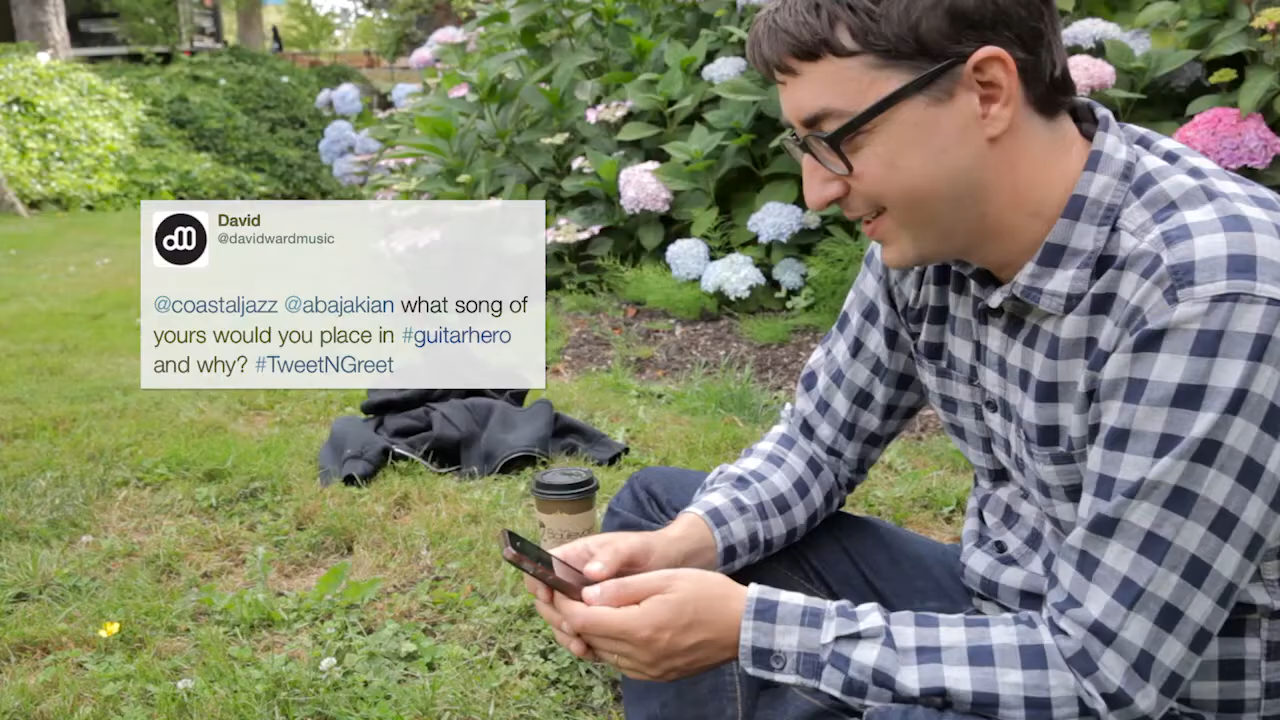 David
@davidwardmusic
@coastaljazz @abajakian what song of
yours would you place in #guitarhero
and why? #TweetNGreet